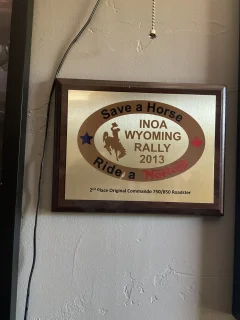 Save a Horse
INOA
WYOMING
RALLY
2013
Ride, a Norton
2nd Place Original Commando 750/850 Roadster